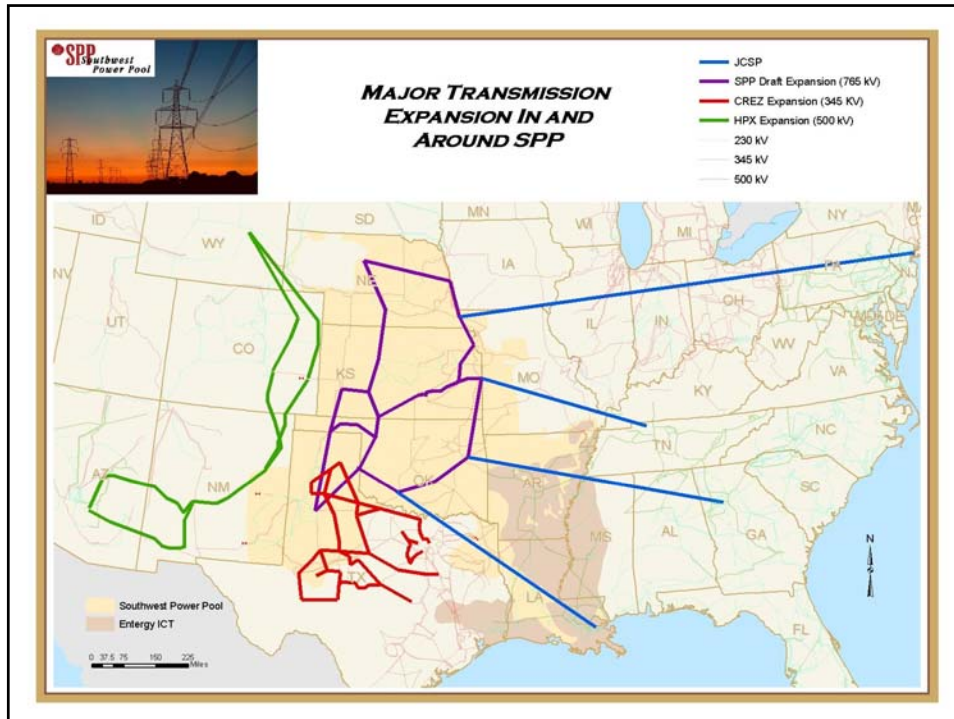 SPP
Southwest
Power Pool
MAJOR TRANSMISSION
EXPANSION IN AND
AROUND SPP
JCSP
SPP Draft Expansion (765 kV)
CREZ Expansion (345 KV)
HPX Expansion (500 kV)
230 kV
345 kV
500 kV
ID
WY
SD
MN
WI
MI
NY
NV
UT
CO
NE
IA
IL
IN
OH
PA
NJ
MD
DE
KS
MO
KY
WV
VA
AZ
NM
OK
AR
TN
NC
SC
TX
LA
MS
AL
GA
FL
N
Southwest Power Pool
Entergy ICT
0 37.5 75 150 225
Miles